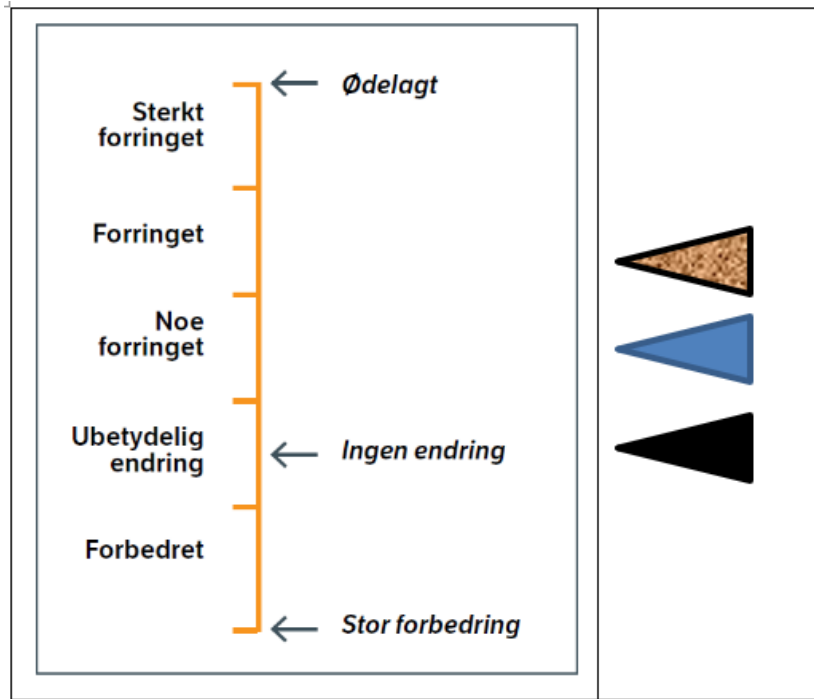 Ødelagt
Sterkt
forringet
Forringet
Noe
forringet
Ubetydelig
endring
Ingen endring
Forbedret
Stor forbedring